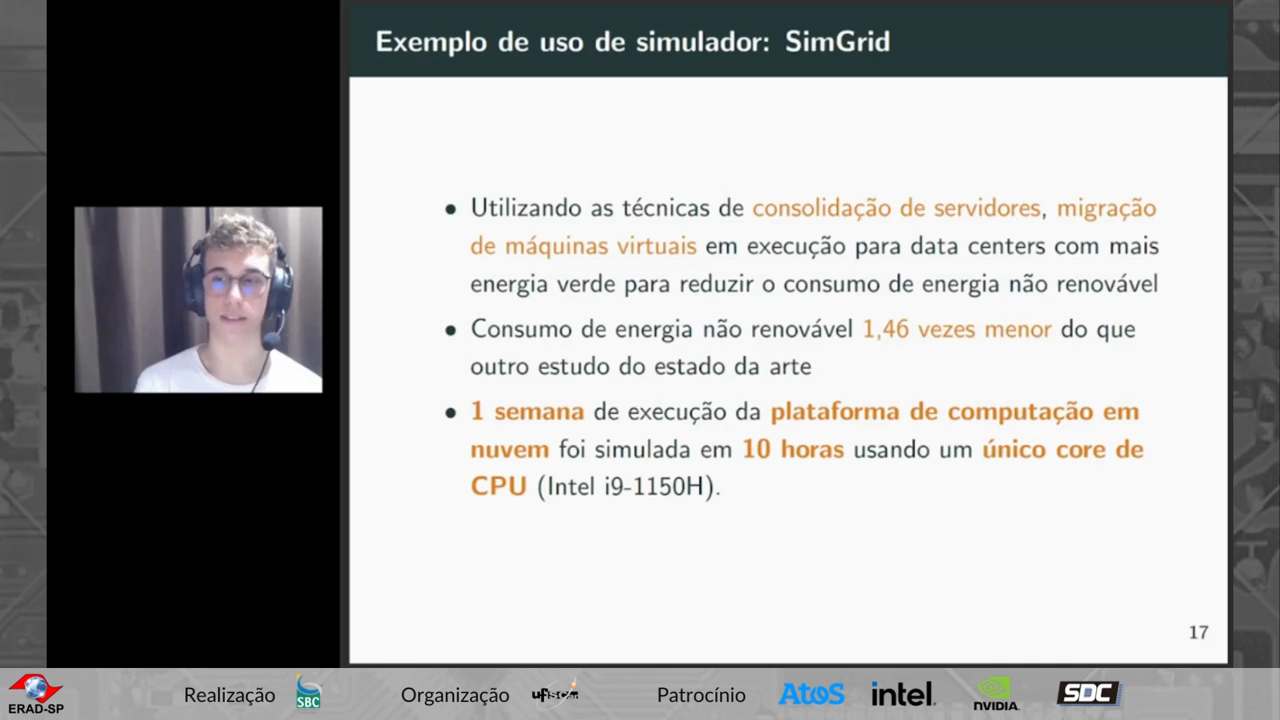 Exemplo de uso de simulador: SimGrid
• Utilizando as técnicas de consolidação de servidores, migração
de máquinas virtuais em execução para data centers com mais
energia verde para reduzir o consumo de energia não renovável
• Consumo de energia não renovável 1,46 vezes menor do que
outro estudo do estado da arte
• 1 semana de execução da plataforma de computação em
nuvem foi simulada em 10 horas usando um único core de
CPU (Intel i9-1150H).
17
ERAD-SP
Realização
SBC
Organização
ufscar
Patrocínio
Atos
intel.
NVIDIA
SDC